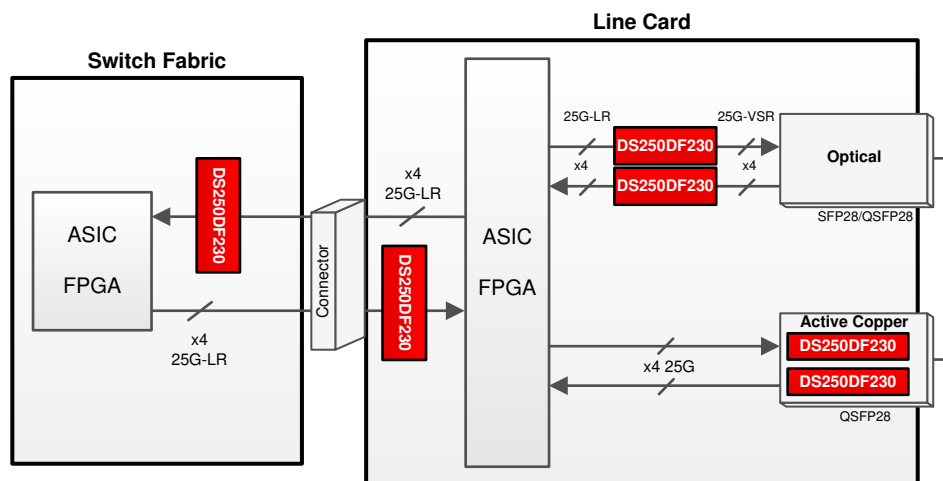 Line Card
Switch Fabric
ASIC
FPGA
DS250DF230
x4
25G-LR
Connector
x4
25G-LR
DS250DF230
ASIC
FPGA
25G-LR
DS250DF230
25G-VSR
x4
DS250DF230
x4
Optical
SFP28/QSFP28
x4 25G
Active Copper
DS250DF230
DS250DF230
QSFP28